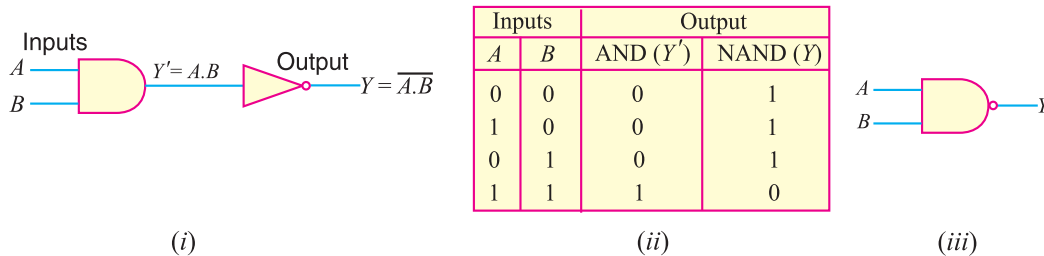 Inputs
A
B
Y′= A.B
Output
Y = \overline{A.B}
(i)
Inputs Output
A B AND (Y′) NAND (Y)
0 0 0 1
1 0 0 1
0 1 0 1
1 1 1 0
(ii)
A
B
Y
(iii)